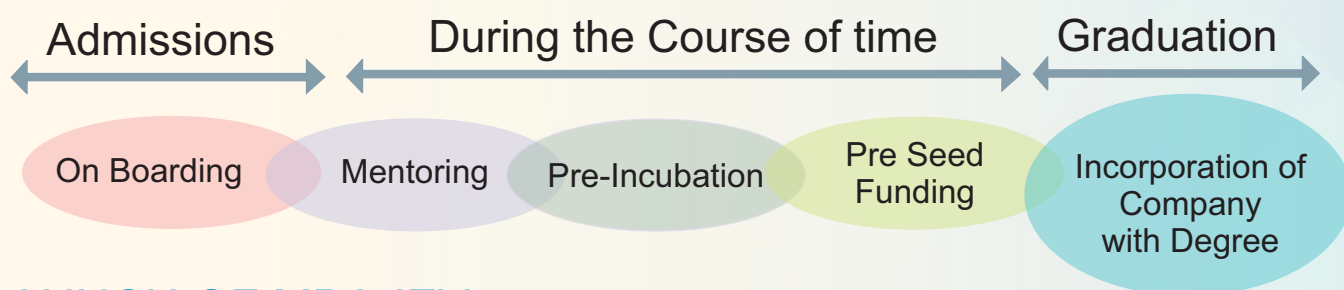 Admissions
During the Course of time
Graduation
On Boarding
Mentoring
Pre-Incubation
Pre Seed
Funding
Incorporation of
Company
with Degree